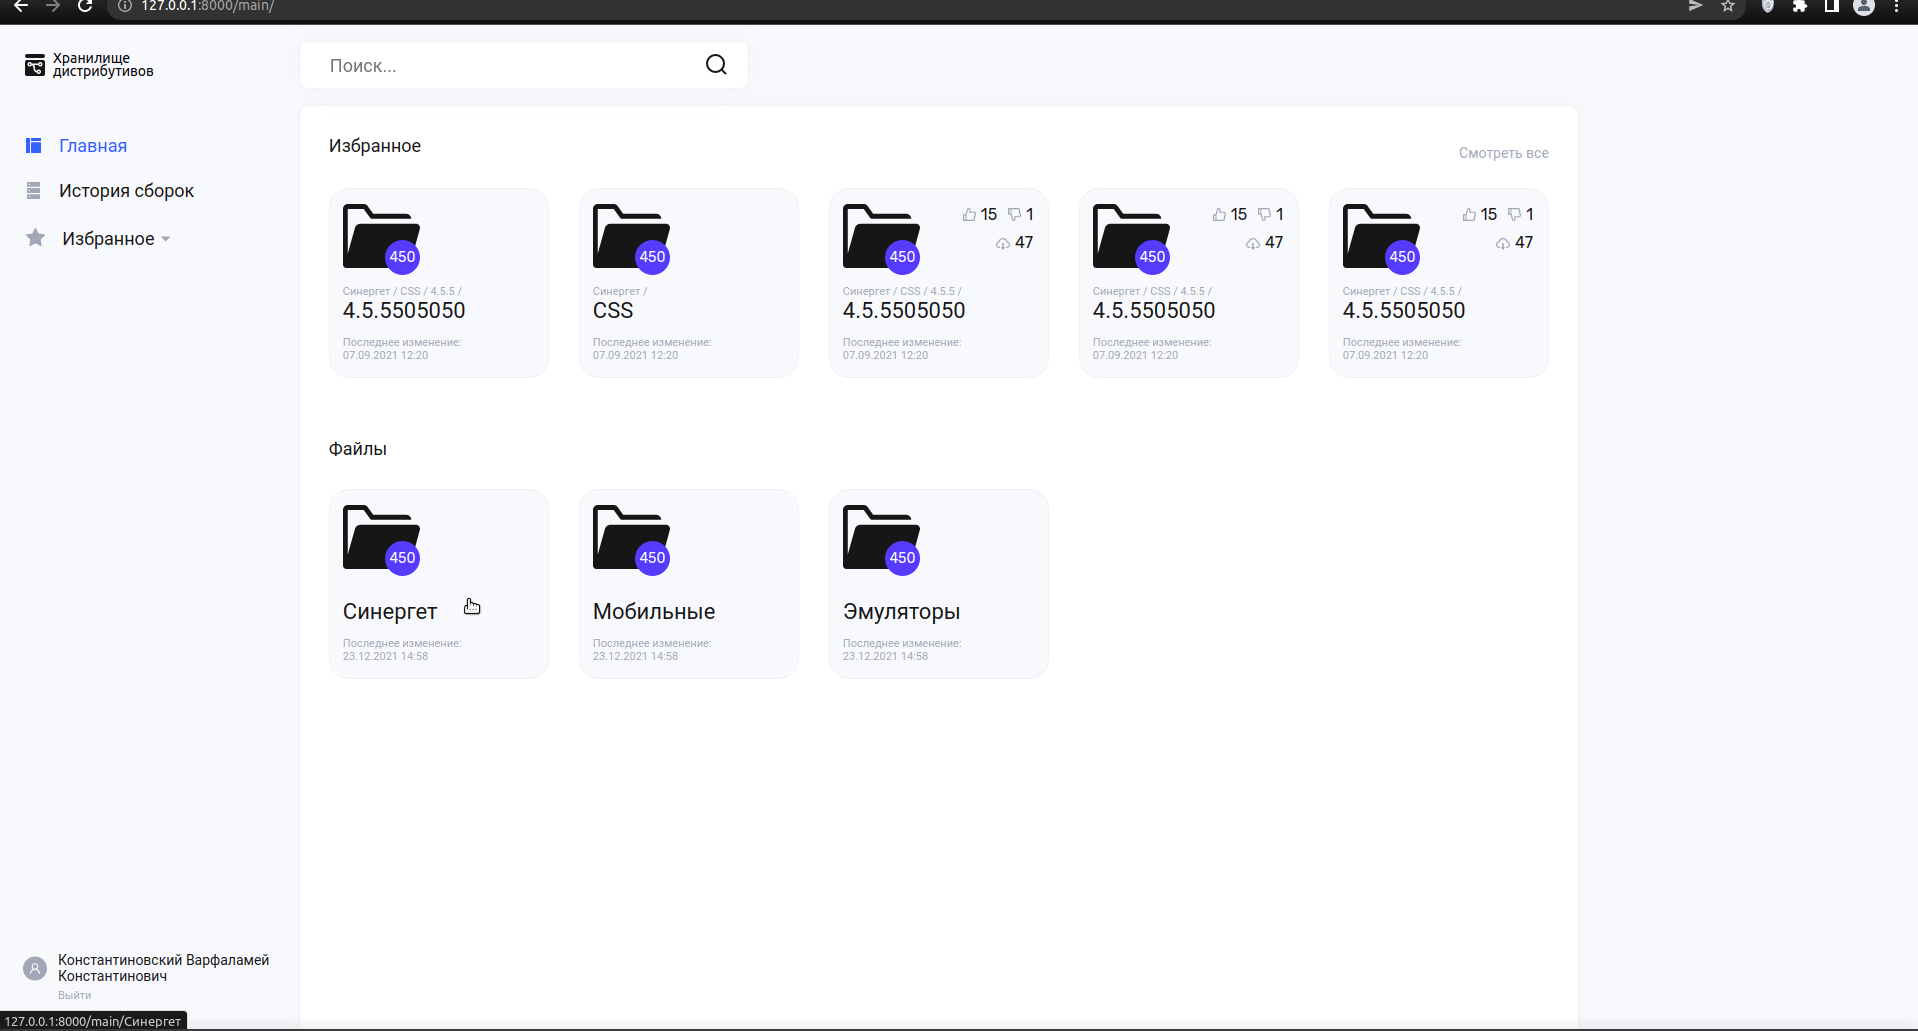 127.0.0.1:8000/main/
Хранилище
дистрибутивов
Поиск...
Главная
История сборок
Избранное
Избранное
Смотреть все
450
Синергет / CSS / 4.5.5 /
4.5.5505050
Последнее изменение:
07.09.2021 12:20
450
Синергет /
CSS
Последнее изменение:
07.09.2021 12:20
15 1
47
450
Синергет / CSS / 4.5.5 /
4.5.5505050
Последнее изменение:
07.09.2021 12:20
15 1
47
450
Синергет / CSS / 4.5.5 /
4.5.5505050
Последнее изменение:
07.09.2021 12:20
15 1
47
450
Синергет / CSS / 4.5.5 /
4.5.5505050
Последнее изменение:
07.09.2021 12:20
Файлы
450
Синергет
Последнее изменение:
23.12.2021 14:58
450
Мобильные
Последнее изменение:
23.12.2021 14:58
450
Эмуляторы
Последнее изменение:
23.12.2021 14:58
Константиновский Варфаламей
Константинович
Выйти
127.0.0.1:8000/main/Синергет